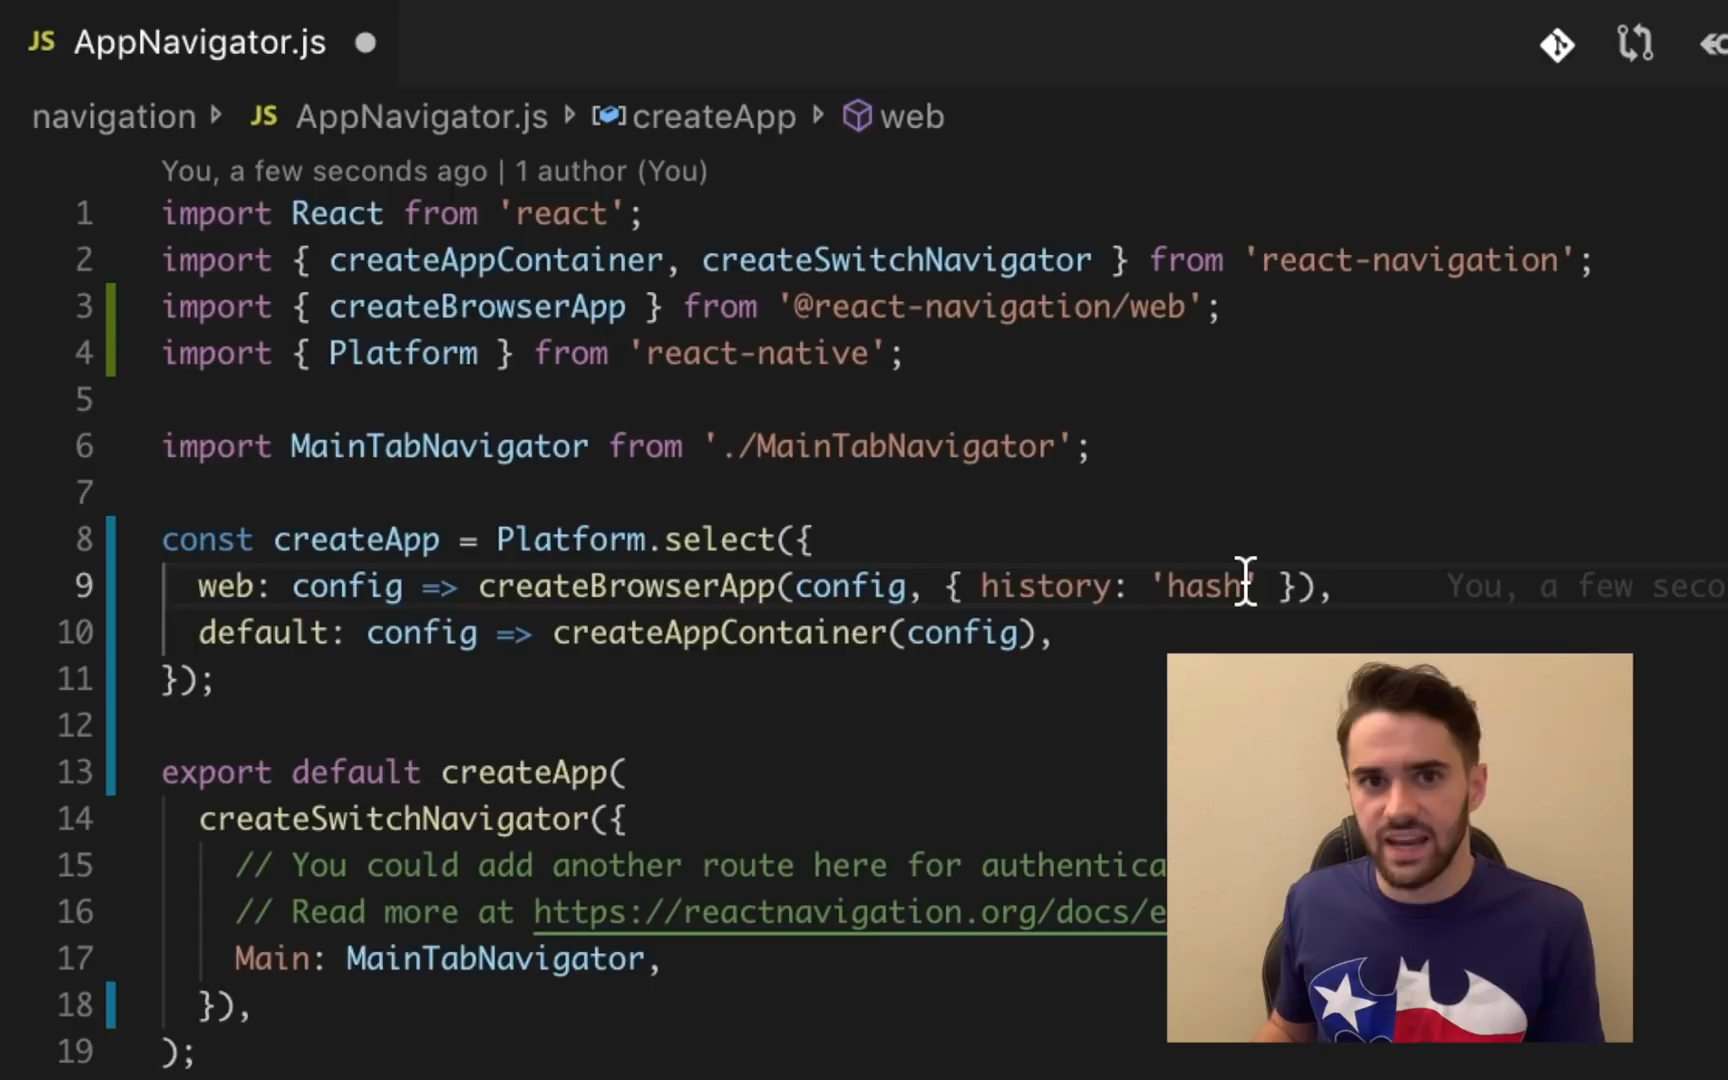 JS AppNavigator.js
navigation JS AppNavigator.js createApp web
You, a few seconds ago | 1 author (You)
1 import React from 'react';
2 import { createAppContainer, createSwitchNavigator } from 'react-navigation';
3 import { createBrowserApp } from '@react-navigation/web';
4 import { Platform } from 'react-native';
5
6 import MainTabNavigator from './MainTabNavigator';
7
8 const createApp = Platform.select({
9 web: config => createBrowserApp(config, { history: 'hash' }), You, a few seco
10 default: config => createAppContainer(config),
11 });
12
13 export default createApp(
14 createSwitchNavigator({
15 // You could add another route here for authentica
16 // Read more at https://reactnavigation.org/docs/e
17 Main: MainTabNavigator,
18 }),
19 );